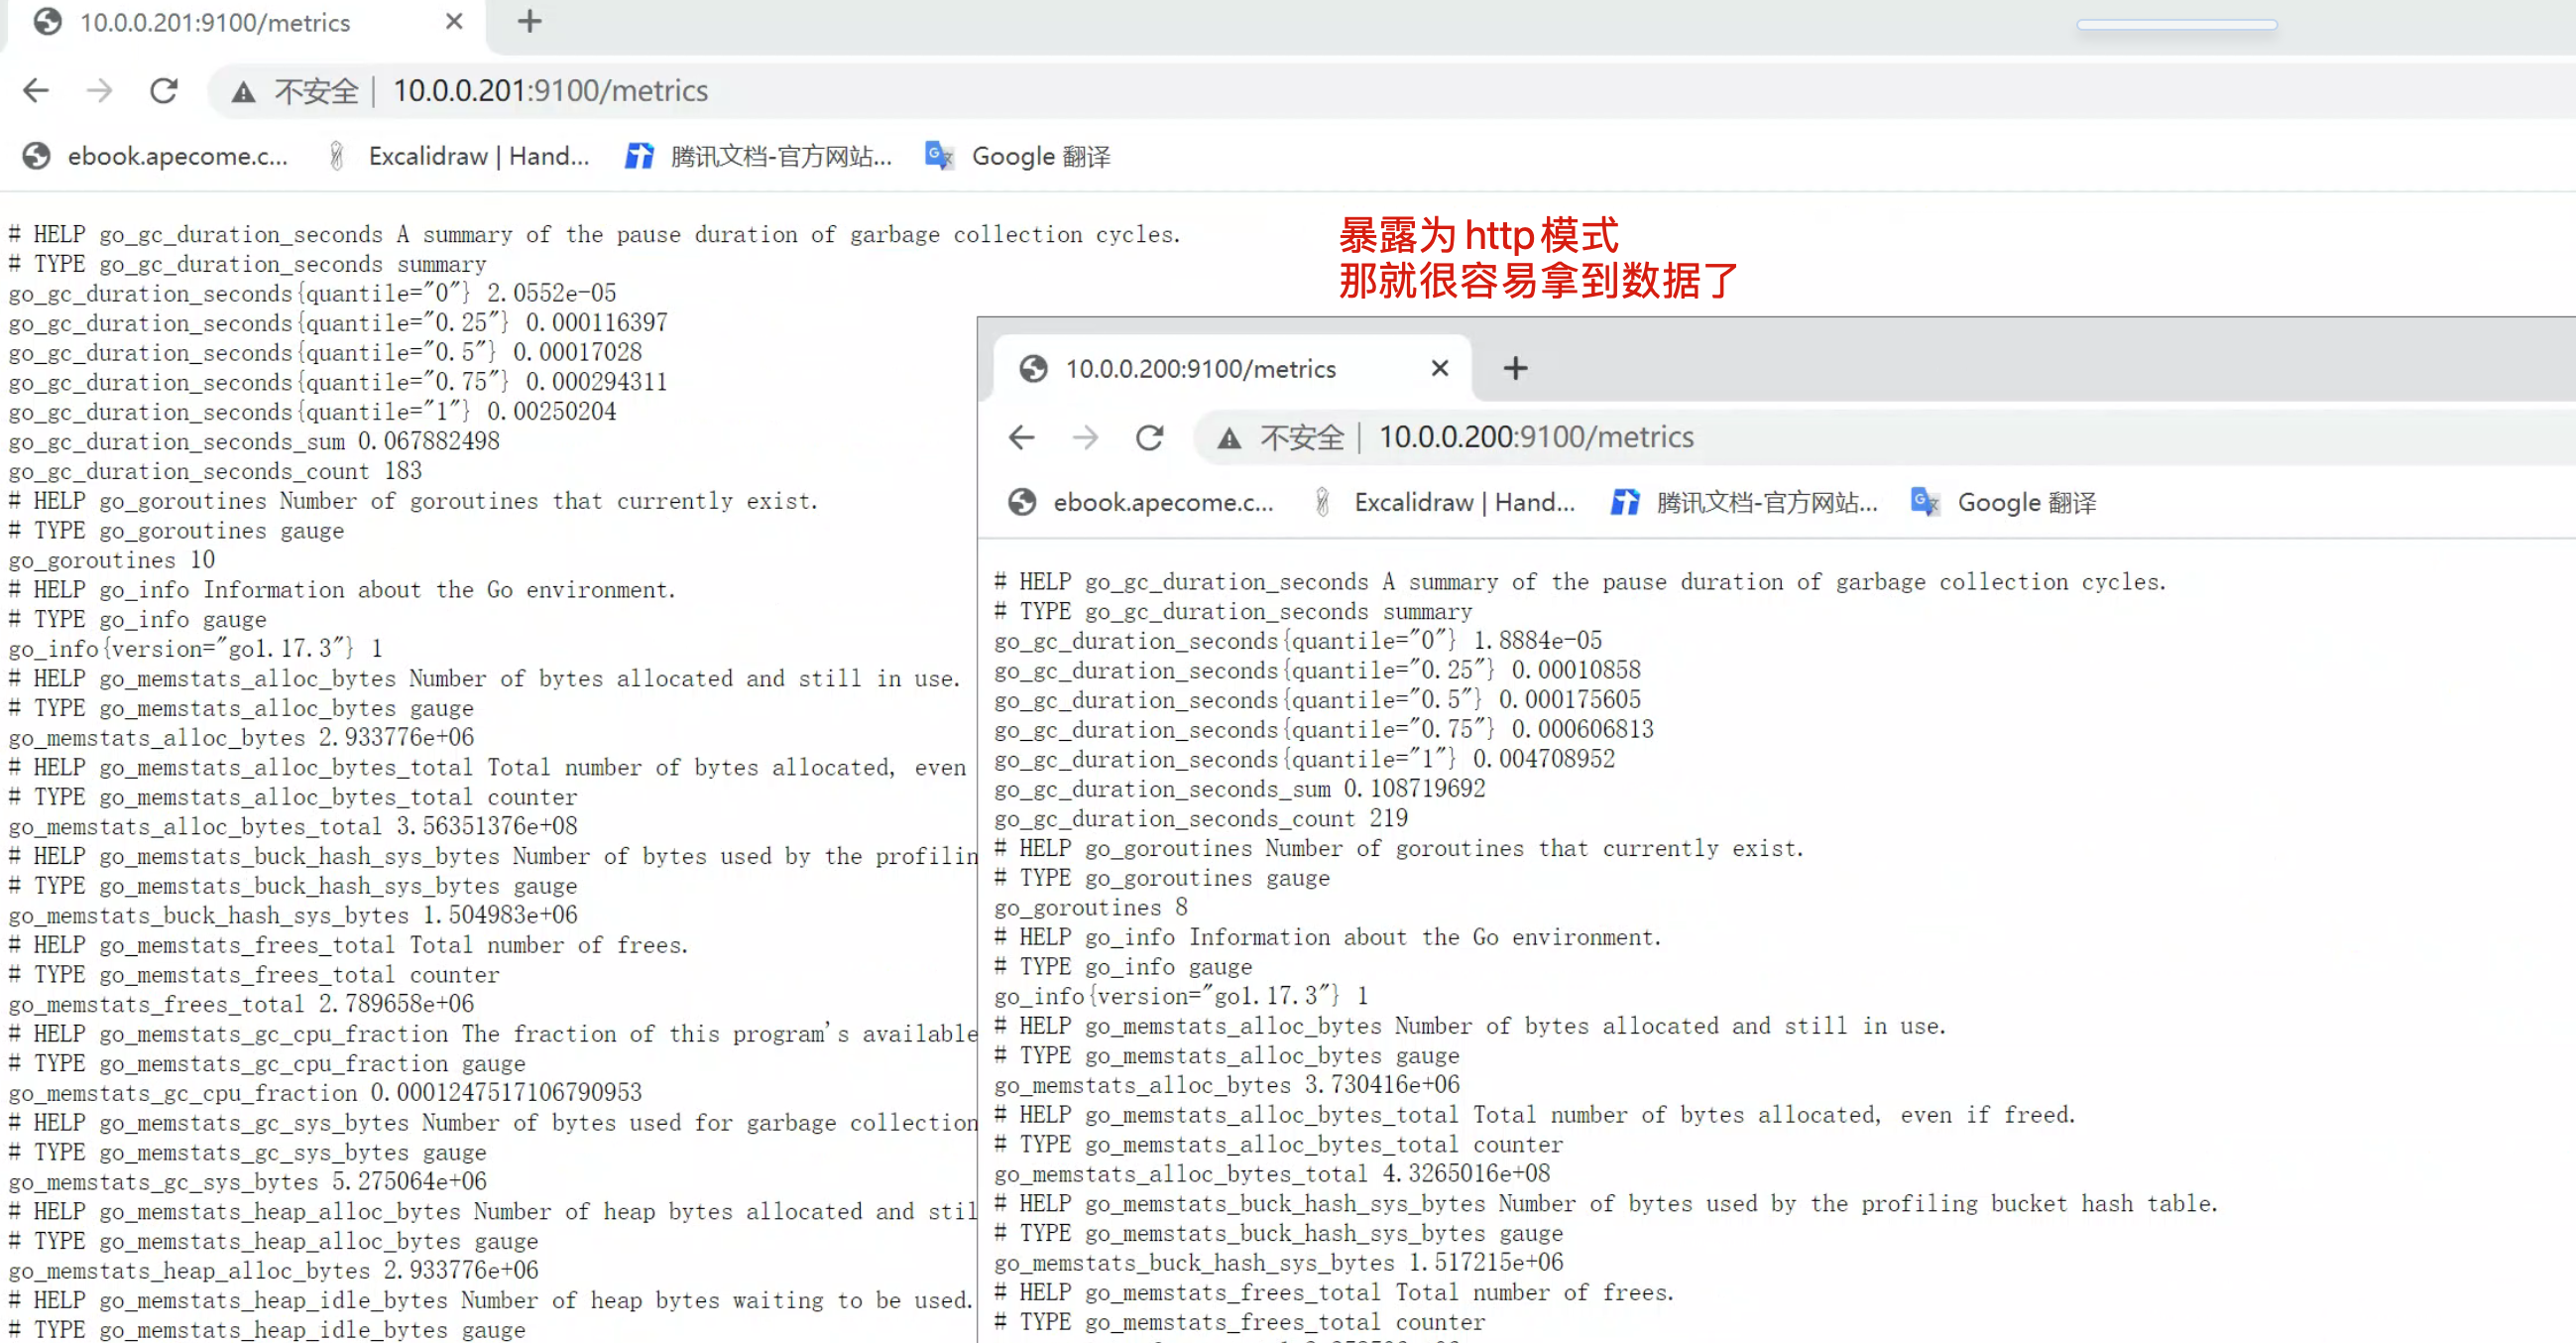 10.0.0.201:9100/metrics
不安全 | 10.0.0.201:9100/metrics
ebook.apecome.c... Excalidraw | Hand... 腾讯文档-官方网站... Google 翻译
# HELP go_gc_duration_seconds A summary of the pause duration of garbage collection cycles.
# TYPE go_gc_duration_seconds summary
go_gc_duration_seconds{quantile="0"} 2.0552e-05
go_gc_duration_seconds{quantile="0.25"} 0.000116397
go_gc_duration_seconds{quantile="0.5"} 0.00017028
go_gc_duration_seconds{quantile="0.75"} 0.000294311
go_gc_duration_seconds{quantile="1"} 0.00250204
go_gc_duration_seconds_sum 0.067882498
go_gc_duration_seconds_count 183
# HELP go_goroutines Number of goroutines that currently exist.
# TYPE go_goroutines gauge
go_goroutines 10
# HELP go_info Information about the Go environment.
# TYPE go_info gauge
go_info{version="go1.17.3"} 1
# HELP go_memstats_alloc_bytes Number of bytes allocated and still in use.
# TYPE go_memstats_alloc_bytes gauge
go_memstats_alloc_bytes 2.933776e+06
# HELP go_memstats_alloc_bytes_total Total number of bytes allocated, even
# TYPE go_memstats_alloc_bytes_total counter
go_memstats_alloc_bytes_total 3.56351376e+08
# HELP go_memstats_buck_hash_sys_bytes Number of bytes used by the profilin
# TYPE go_memstats_buck_hash_sys_bytes gauge
go_memstats_buck_hash_sys_bytes 1.504983e+06
# HELP go_memstats_frees_total Total number of frees.
# TYPE go_memstats_frees_total counter
go_memstats_frees_total 2.789658e+06
# HELP go_memstats_gc_cpu_fraction The fraction of this program's available
# TYPE go_memstats_gc_cpu_fraction gauge
go_memstats_gc_cpu_fraction 0.0001247517106790953
# HELP go_memstats_gc_sys_bytes Number of bytes used for garbage collection
# TYPE go_memstats_gc_sys_bytes gauge
go_memstats_gc_sys_bytes 5.275064e+06
# HELP go_memstats_heap_alloc_bytes Number of heap bytes allocated and stil
# TYPE go_memstats_heap_alloc_bytes gauge
go_memstats_heap_alloc_bytes 2.933776e+06
# HELP go_memstats_heap_idle_bytes Number of heap bytes waiting to be used.
# TYPE go_memstats_heap_idle_bytes gauge
暴露为http模式
那就很容易拿到数据了
10.0.0.200:9100/metrics
不安全 | 10.0.0.200:9100/metrics
ebook.apecome.c... Excalidraw | Hand... 腾讯文档-官方网站... Google 翻译
# HELP go_gc_duration_seconds A summary of the pause duration of garbage collection cycles.
# TYPE go_gc_duration_seconds summary
go_gc_duration_seconds{quantile="0"} 1.8884e-05
go_gc_duration_seconds{quantile="0.25"} 0.00010858
go_gc_duration_seconds{quantile="0.5"} 0.000175605
go_gc_duration_seconds{quantile="0.75"} 0.000606813
go_gc_duration_seconds{quantile="1"} 0.004708952
go_gc_duration_seconds_sum 0.108719692
go_gc_duration_seconds_count 219
# HELP go_goroutines Number of goroutines that currently exist.
# TYPE go_goroutines gauge
go_goroutines 8
# HELP go_info Information about the Go environment.
# TYPE go_info gauge
go_info{version="go1.17.3"} 1
# HELP go_memstats_alloc_bytes Number of bytes allocated and still in use.
# TYPE go_memstats_alloc_bytes gauge
go_memstats_alloc_bytes 3.730416e+06
# HELP go_memstats_alloc_bytes_total Total number of bytes allocated, even if freed.
# TYPE go_memstats_alloc_bytes_total counter
go_memstats_alloc_bytes_total 4.3265016e+08
# HELP go_memstats_buck_hash_sys_bytes Number of bytes used by the profiling bucket hash table.
# TYPE go_memstats_buck_hash_sys_bytes gauge
go_memstats_buck_hash_sys_bytes 1.517215e+06
# HELP go_memstats_frees_total Total number of frees.
# TYPE go_memstats_frees_total counter